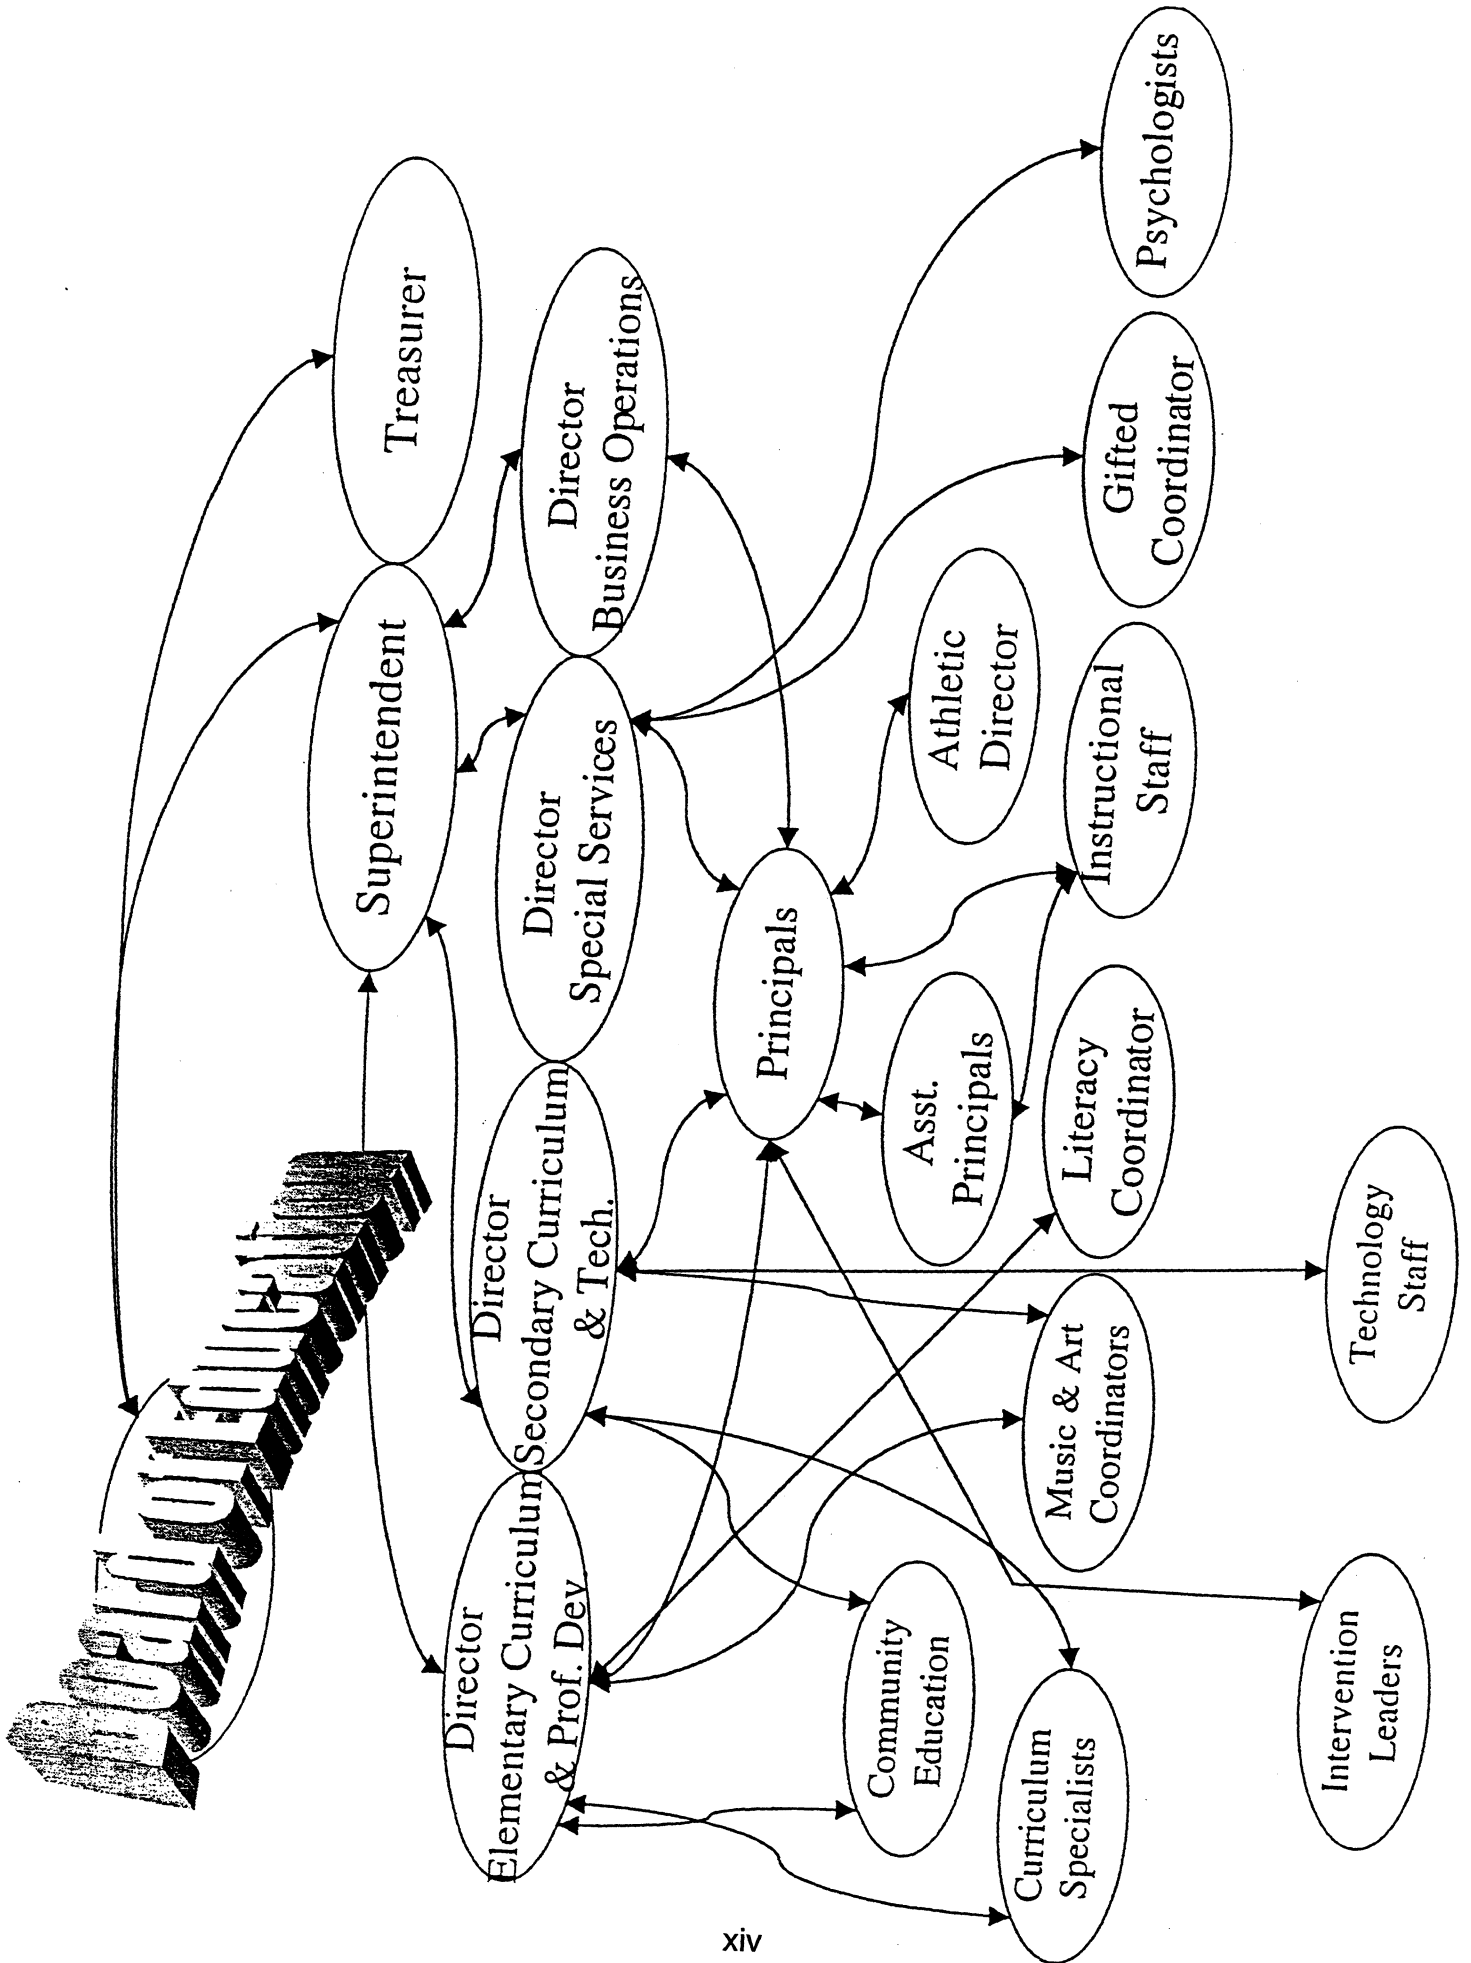 Board of Education
Treasurer
Superintendent
Director
Business Operations
Director
Special Services
Director
Secondary Curriculum
& Tech.
Director
Elementary Curriculum
& Prof. Dev
Principals
Athletic
Director
Asst.
Principals
Psychologists
Gifted
Coordinator
Instructional
Staff
Literacy
Coordinator
Music & Art
Coordinators
Community
Education
Curriculum
Specialists
Technology
Staff
Intervention
Leaders
xiv